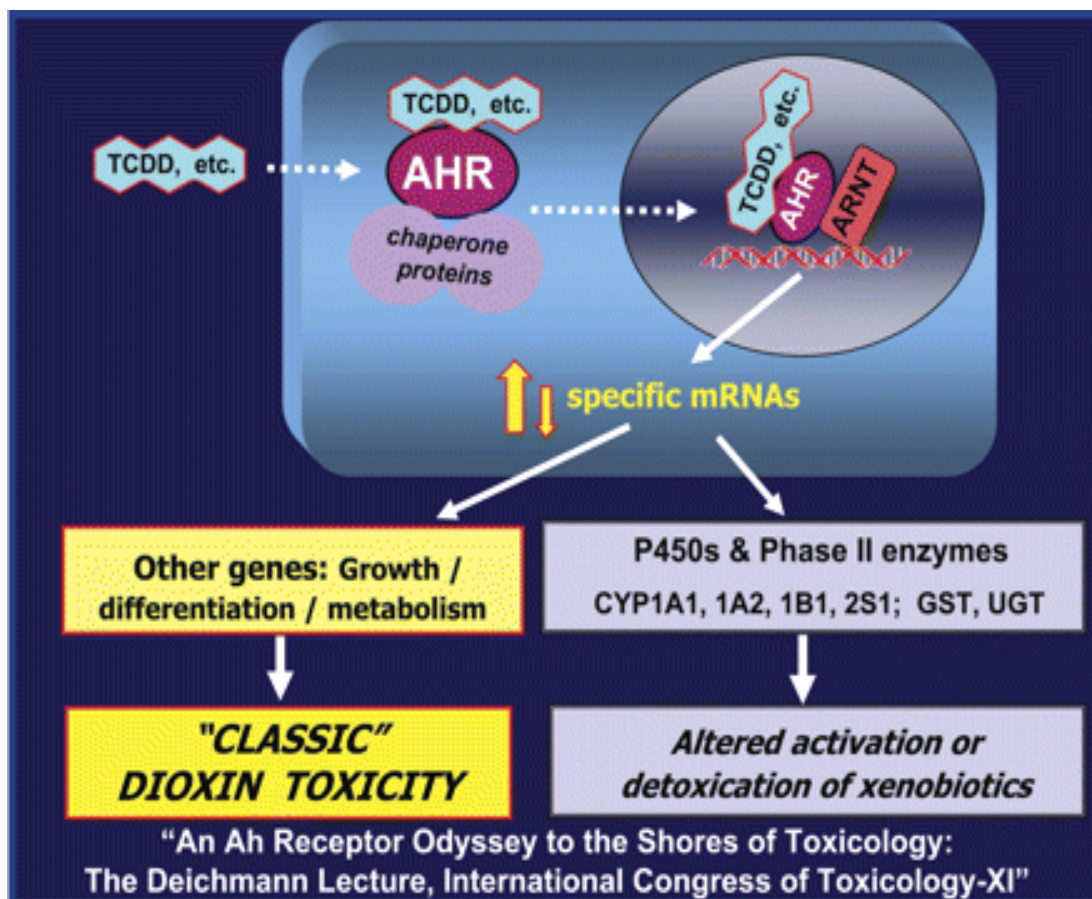 TCDD, etc.
TCDD, etc.
AHR
chaperone
proteins
TCDD, etc.
AHR
ARNT
specific mRNAs
Other genes: Growth /
differentiation / metabolism
P450s & Phase II enzymes
CYP1A1, 1A2, 1B1, 2S1; GST, UGT
"CLASSIC"
DIOXIN TOXICITY
Altered activation or
detoxication of xenobiotics
"An Ah Receptor Odyssey to the Shores of Toxicology:
The Deichmann Lecture, International Congress of Toxicology-XI"